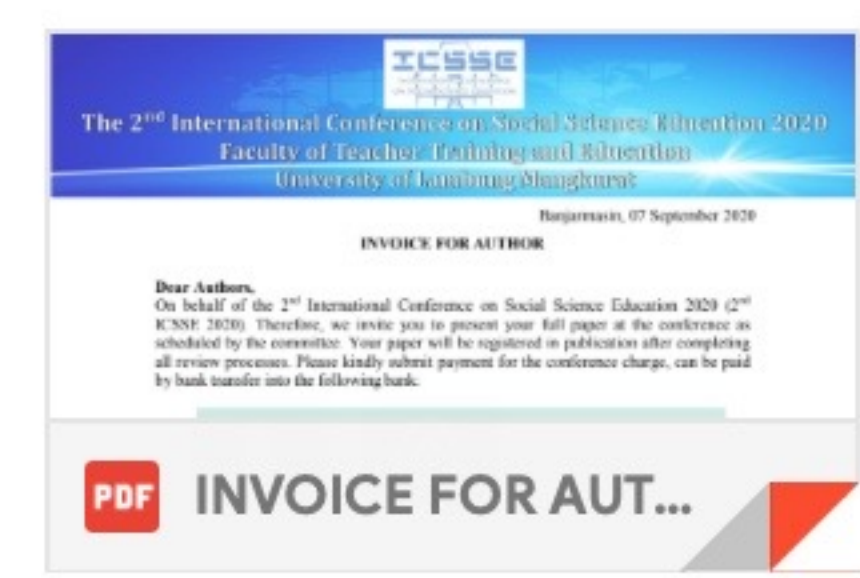 ICSSE
The 2nd International Conference on Social Science Education 2020
Faculty of Teacher Training and Education
University of Lambung Mangkurat
Banjarmasin, 07 September 2020
INVOICE FOR AUTHOR
Dear Authors,
On behalf of the 2nd International Conference on Social Science Education 2020 (2nd
ICSSE 2020). Therefore, we invite you to present your full paper at the conference as
scheduled by the committee. Your paper will be registered in publication after completing
all review processes. Please kindly submit payment for the conference charge, can be paid
by bank transfer into the following bank.
PDF
INVOICE FOR AUT...